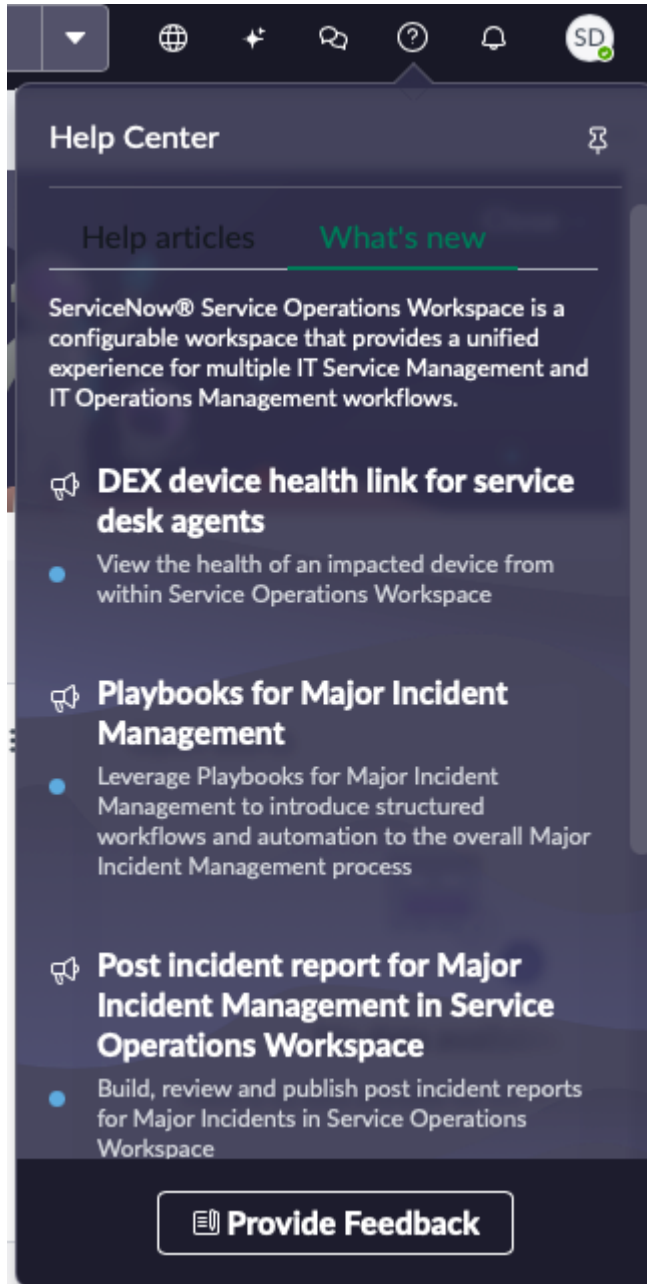 SD
Help Center
Help articles What's new
ServiceNow® Service Operations Workspace is a
configurable workspace that provides a unified
experience for multiple IT Service Management and
IT Operations Management workflows.
DEX device health link for service
desk agents
View the health of an impacted device from
within Service Operations Workspace
Playbooks for Major Incident
Management
Leverage Playbooks for Major Incident
Management to introduce structured
workflows and automation to the overall Major
Incident Management process
Post incident report for Major
Incident Management in Service
Operations Workspace
Build, review and publish post incident reports
for Major Incidents in Service Operations
Workspace
Provide Feedback